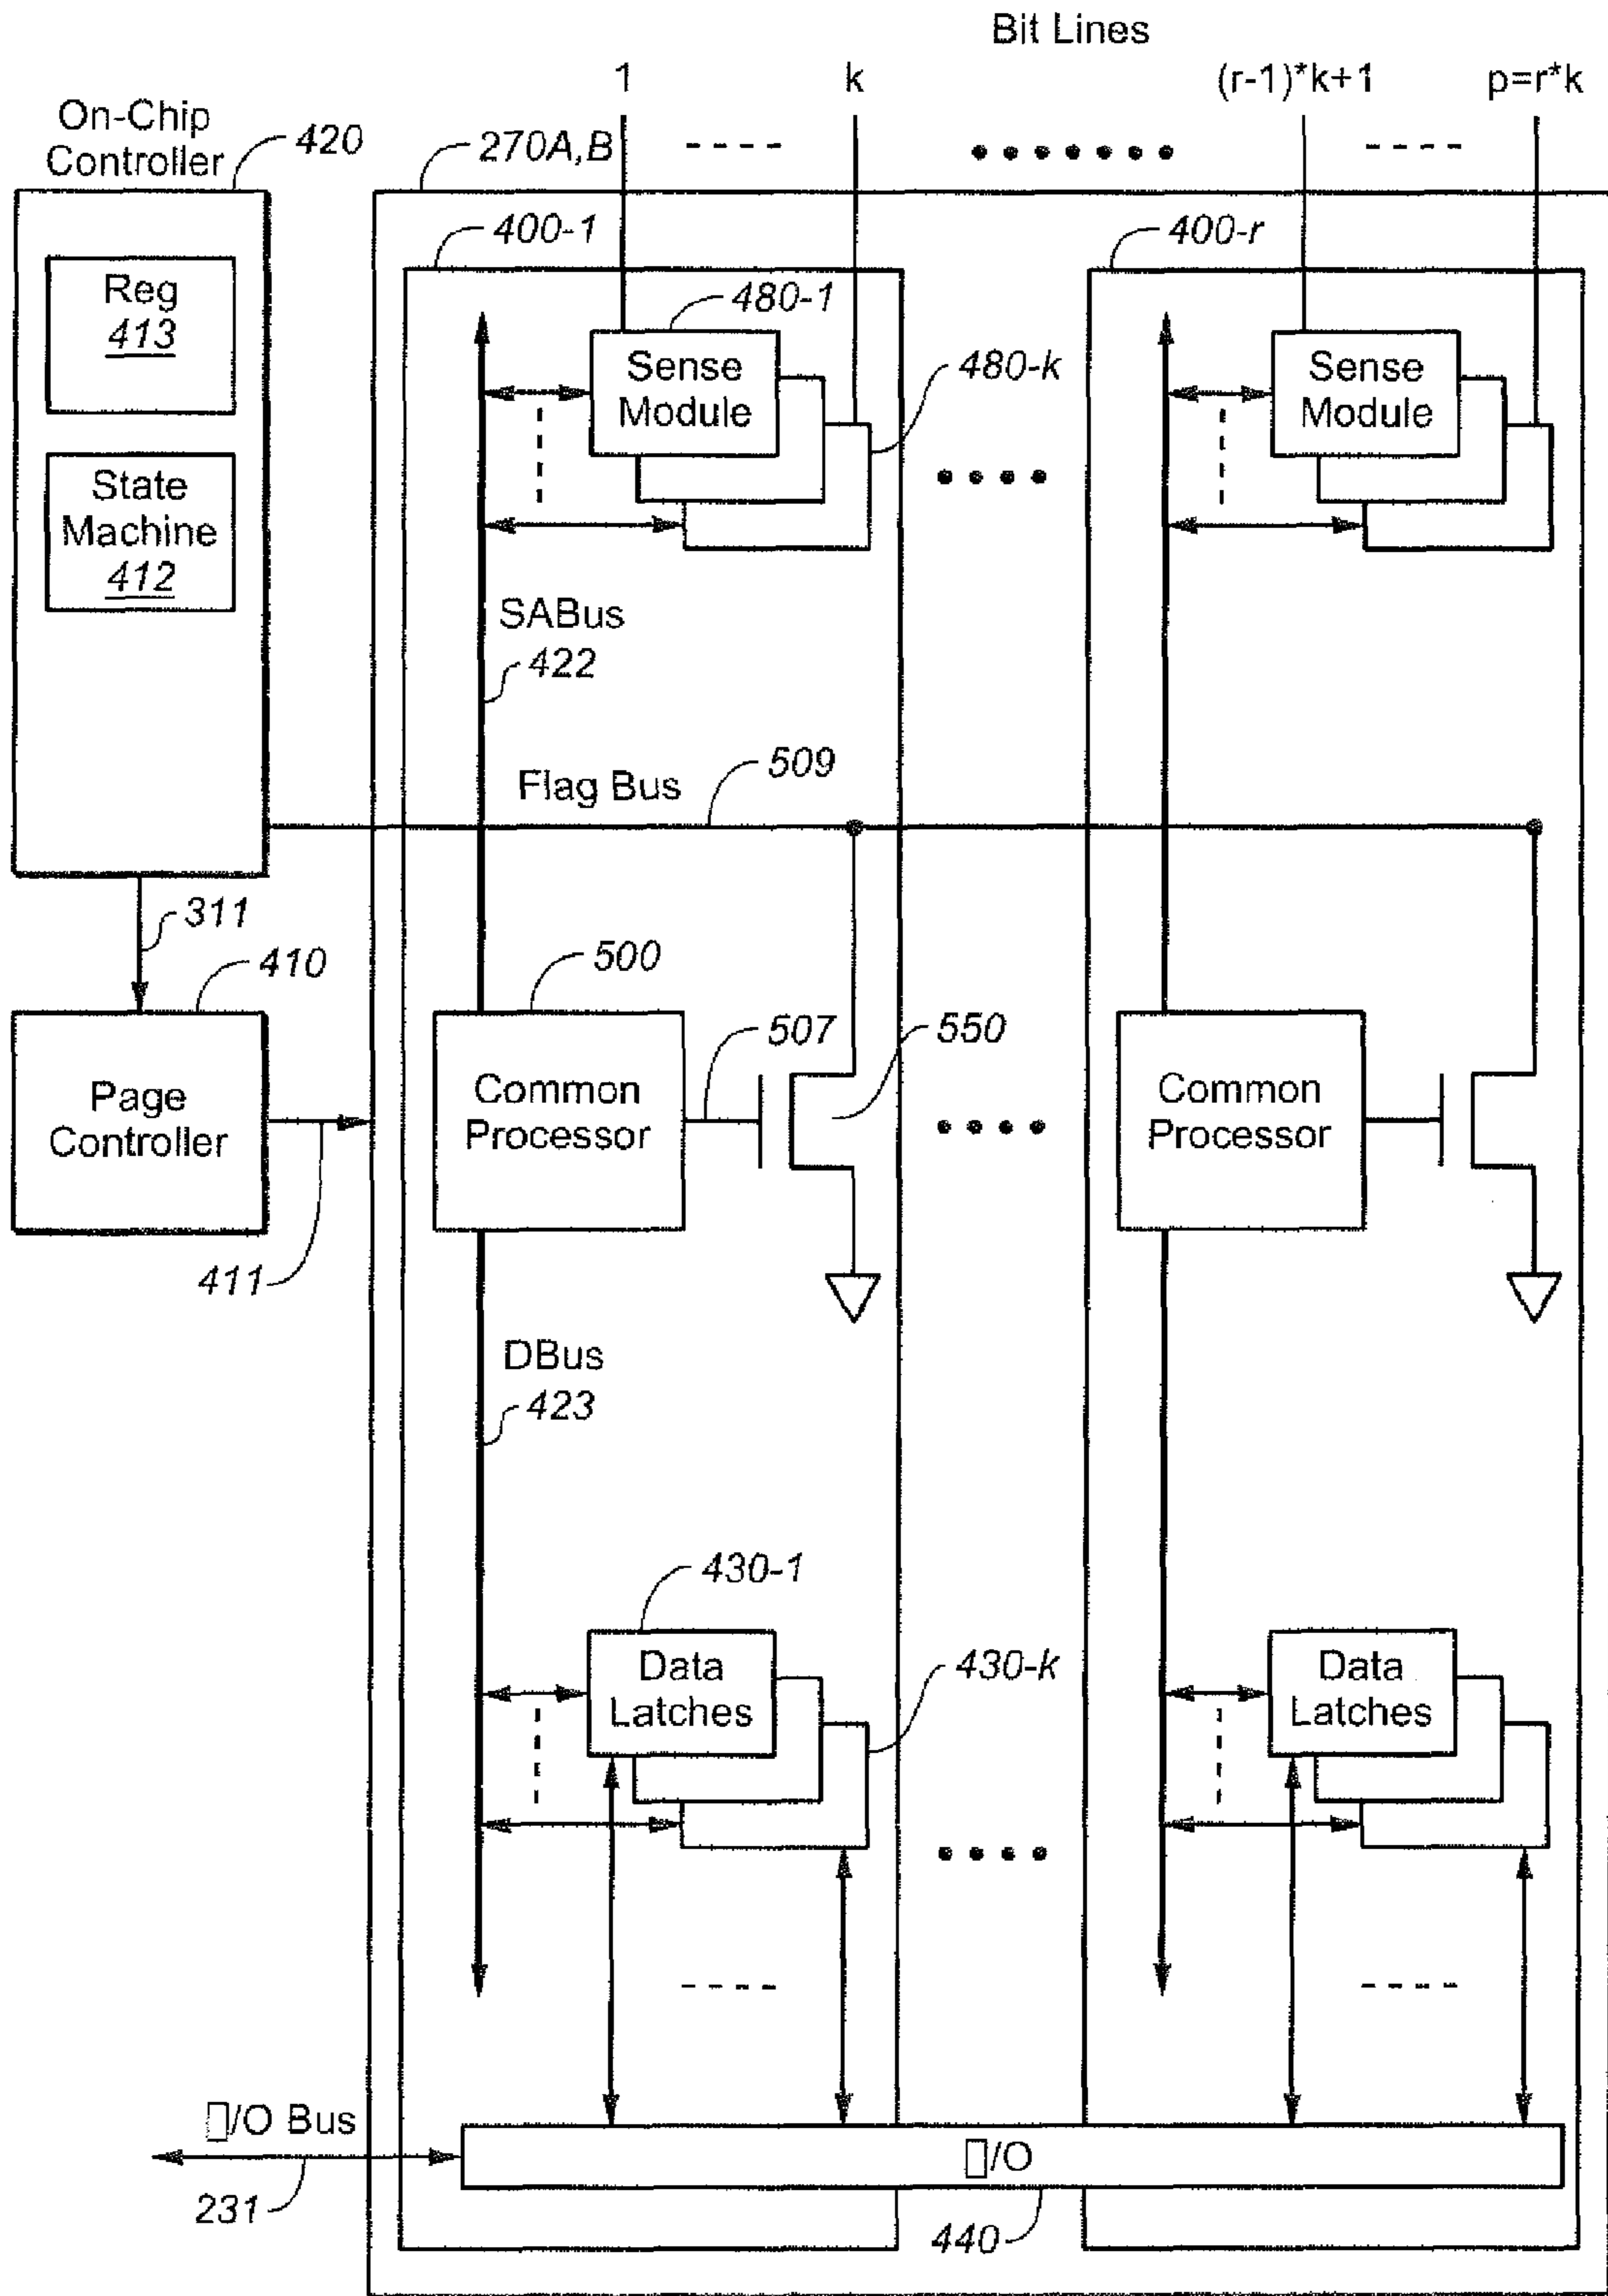 Bit Lines
1
k
(r-1)*k+1
p=r*k
On-Chip
Controller
420
270A,B
400-1
400-r
Reg
413
480-1
Sense
Module
480-k
Sense
Module
State
Machine
412
SABus
422
Flag Bus
509
311
410
500
507
550
Page
Controller
Common
Processor
Common
Processor
411
DBus
423
430-1
Data
Latches
430-k
Data
Latches
▯/O Bus
▯/O
231
440